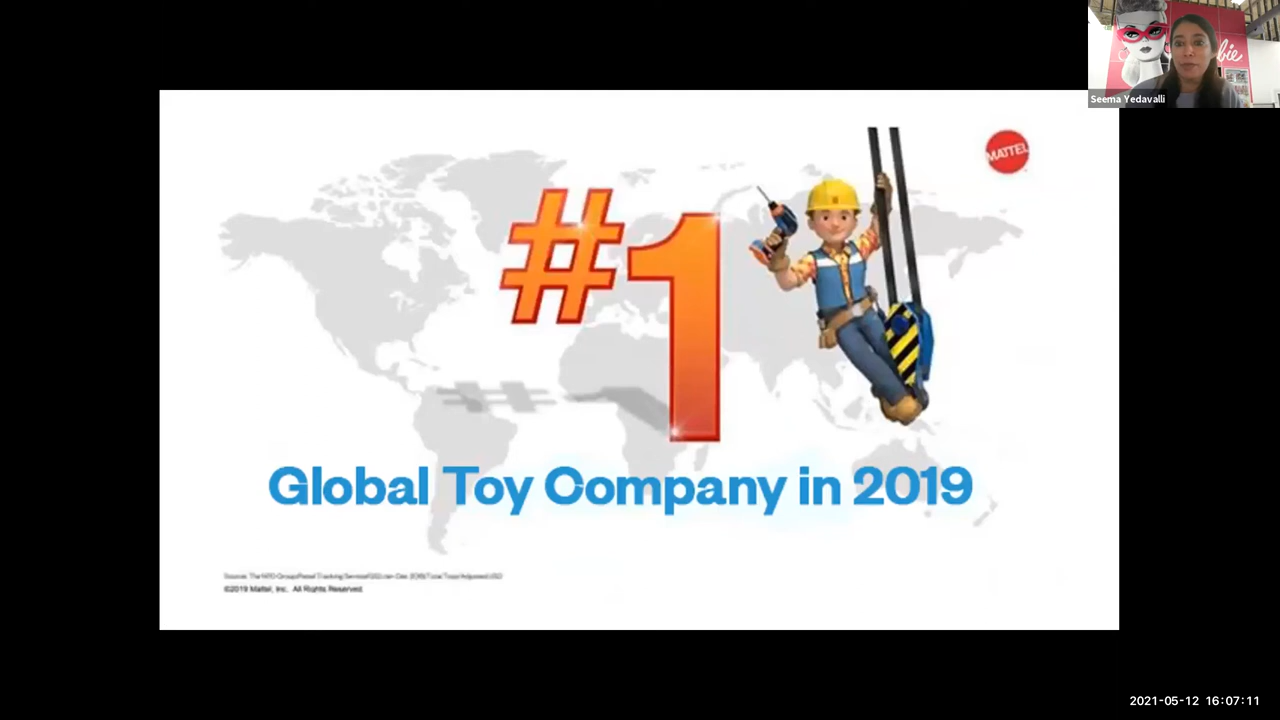 Seema Yedavalli
bie
MATTEL
#1
Global Toy Company in 2019
©2019 Mattel, Inc. All Rights Reserved
2021-05-12 16:07:11